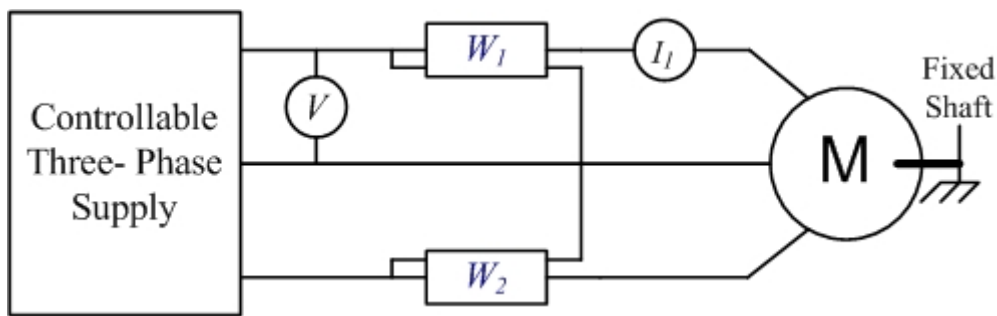 Controllable
Three- Phase
Supply
V
W1
I1
W2
M
Fixed
Shaft